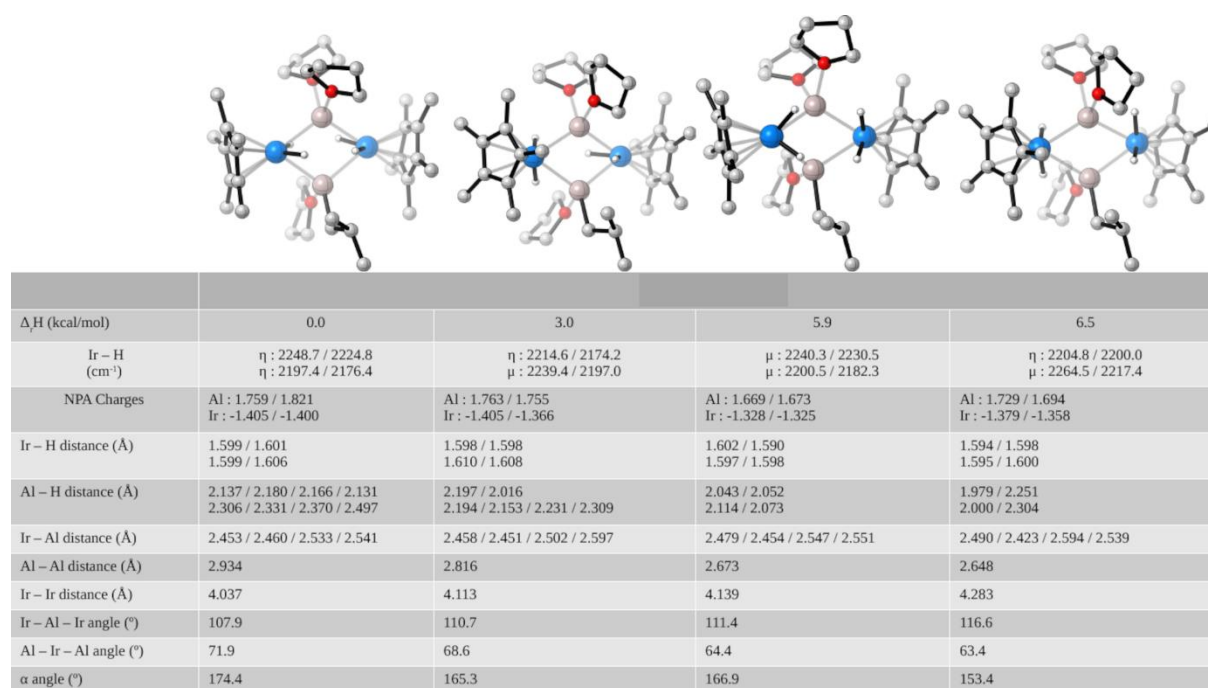 ΔᵣH (kcal/mol) 0.0 3.0 5.9 6.5
Ir – H η : 2248.7 / 2224.8 η : 2214.6 / 2174.2 μ : 2240.3 / 2230.5 η : 2204.8 / 2200.0
(cm⁻¹) η : 2197.4 / 2176.4 μ : 2239.4 / 2197.0 μ : 2200.5 / 2182.3 μ : 2264.5 / 2217.4
NPA Charges Al : 1.759 / 1.821 Al : 1.763 / 1.755 Al : 1.669 / 1.673 Al : 1.729 / 1.694
Ir : -1.405 / -1.400 Ir : -1.405 / -1.366 Ir : -1.328 / -1.325 Ir : -1.379 / -1.358
Ir – H distance (Å) 1.599 / 1.601 1.598 / 1.598 1.602 / 1.590 1.594 / 1.598
1.599 / 1.606 1.610 / 1.608 1.597 / 1.598 1.595 / 1.600
Al – H distance (Å) 2.137 / 2.180 / 2.166 / 2.131 2.197 / 2.016 2.043 / 2.052 1.979 / 2.251
2.306 / 2.331 / 2.370 / 2.497 2.194 / 2.153 / 2.231 / 2.309 2.114 / 2.073 2.000 / 2.304
Ir – Al distance (Å) 2.453 / 2.460 / 2.533 / 2.541 2.458 / 2.451 / 2.502 / 2.597 2.479 / 2.454 / 2.547 / 2.551 2.490 / 2.423 / 2.594 / 2.539
Al – Al distance (Å) 2.934 2.816 2.673 2.648
Ir – Ir distance (Å) 4.037 4.113 4.139 4.283
Ir – Al – Ir angle (º) 107.9 110.7 111.4 116.6
Al – Ir – Al angle (º) 71.9 68.6 64.4 63.4
α angle (º) 174.4 165.3 166.9 153.4